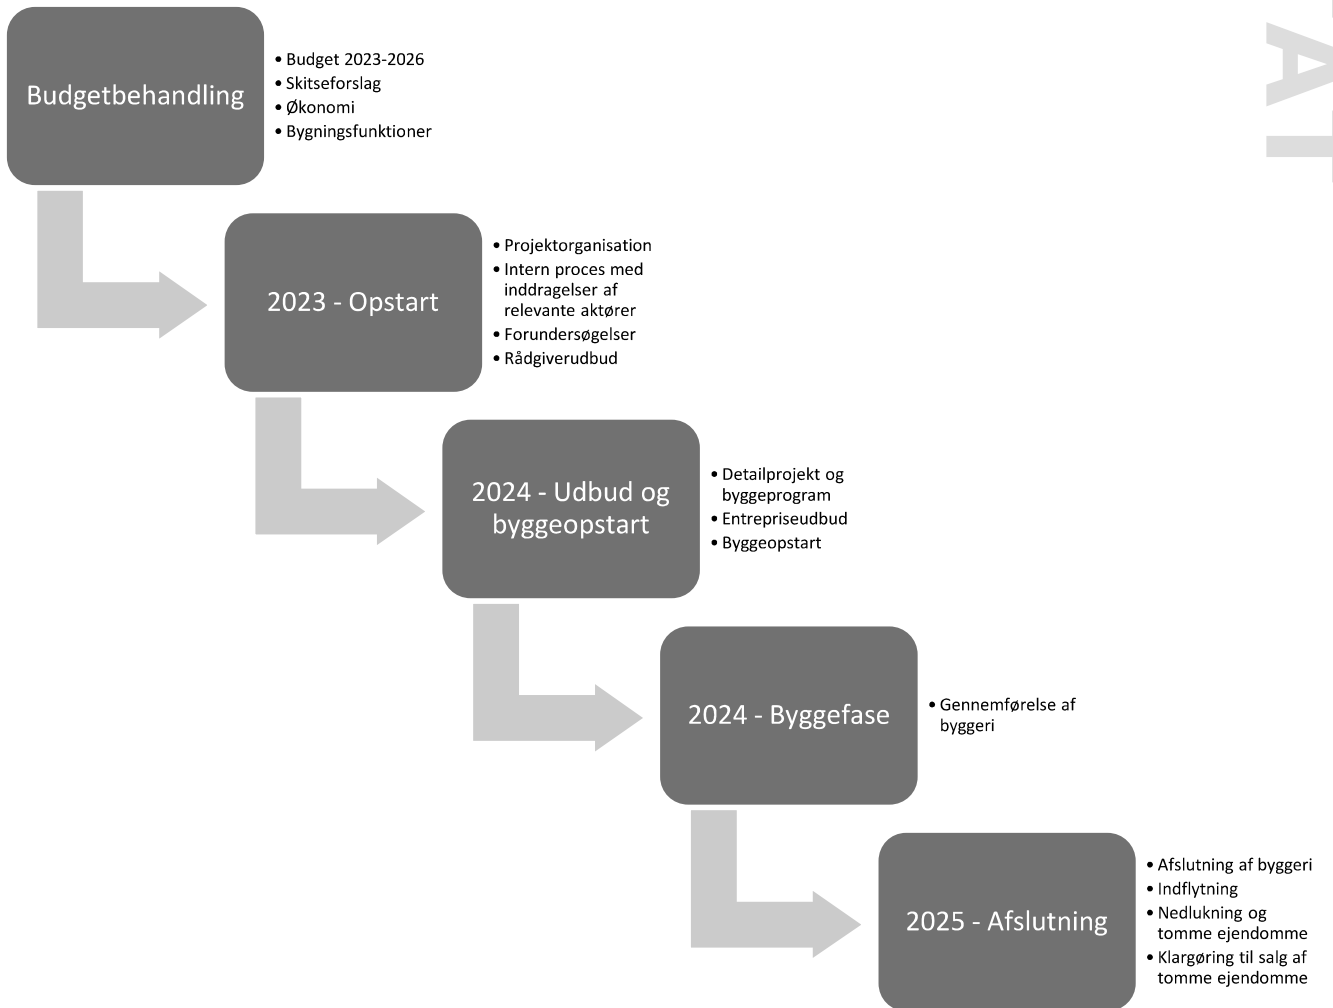 Budgetbehandling
• Budget 2023-2026
• Skitseforslag
• Økonomi
• Bygningsfunktioner
2023 - Opstart
• Projektorganisation
• Intern proces med
inddragelser af
relevante aktører
• Forundersøgelser
• Rådgiverudbud
2024 - Udbud og
byggeopstart
• Detailprojekt og
byggeprogram
• Entrepriseudbud
• Byggeopstart
2024 - Byggefase
• Gennemførelse af
byggeri
2025 - Afslutning
• Afslutning af byggeri
• Indflytning
• Nedlukning og
tomme ejendomme
• Klargøring til salg af
tomme ejendomme